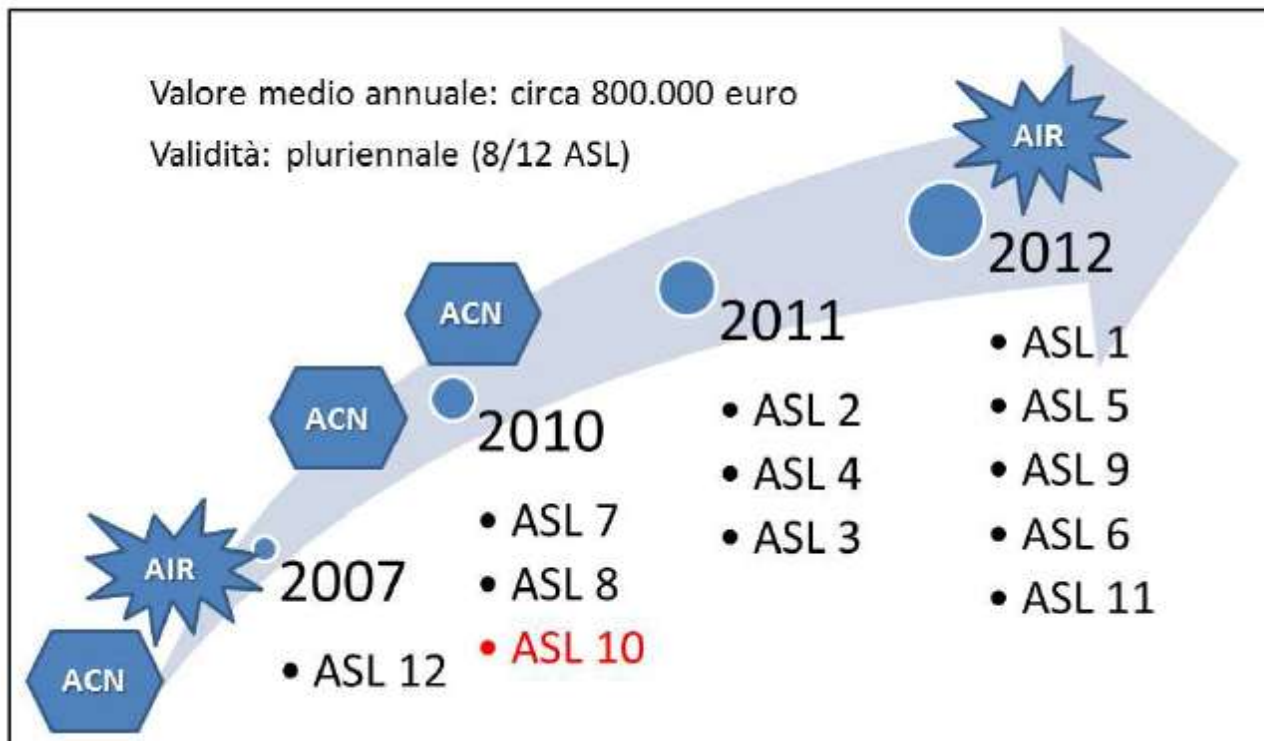 Valore medio annuale: circa 800.000 euro
Validità: pluriennale (8/12 ASL)
ACN
AIR
2007
• ASL 12
ACN
ACN
2010
• ASL 7
• ASL 8
• ASL 10
2011
• ASL 2
• ASL 4
• ASL 3
AIR
2012
• ASL 1
• ASL 5
• ASL 9
• ASL 6
• ASL 11